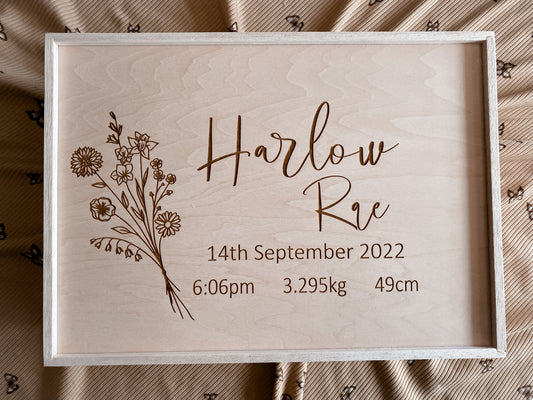 Harlow
Rae
14th September 2022
6:06pm 3.295kg 49cm